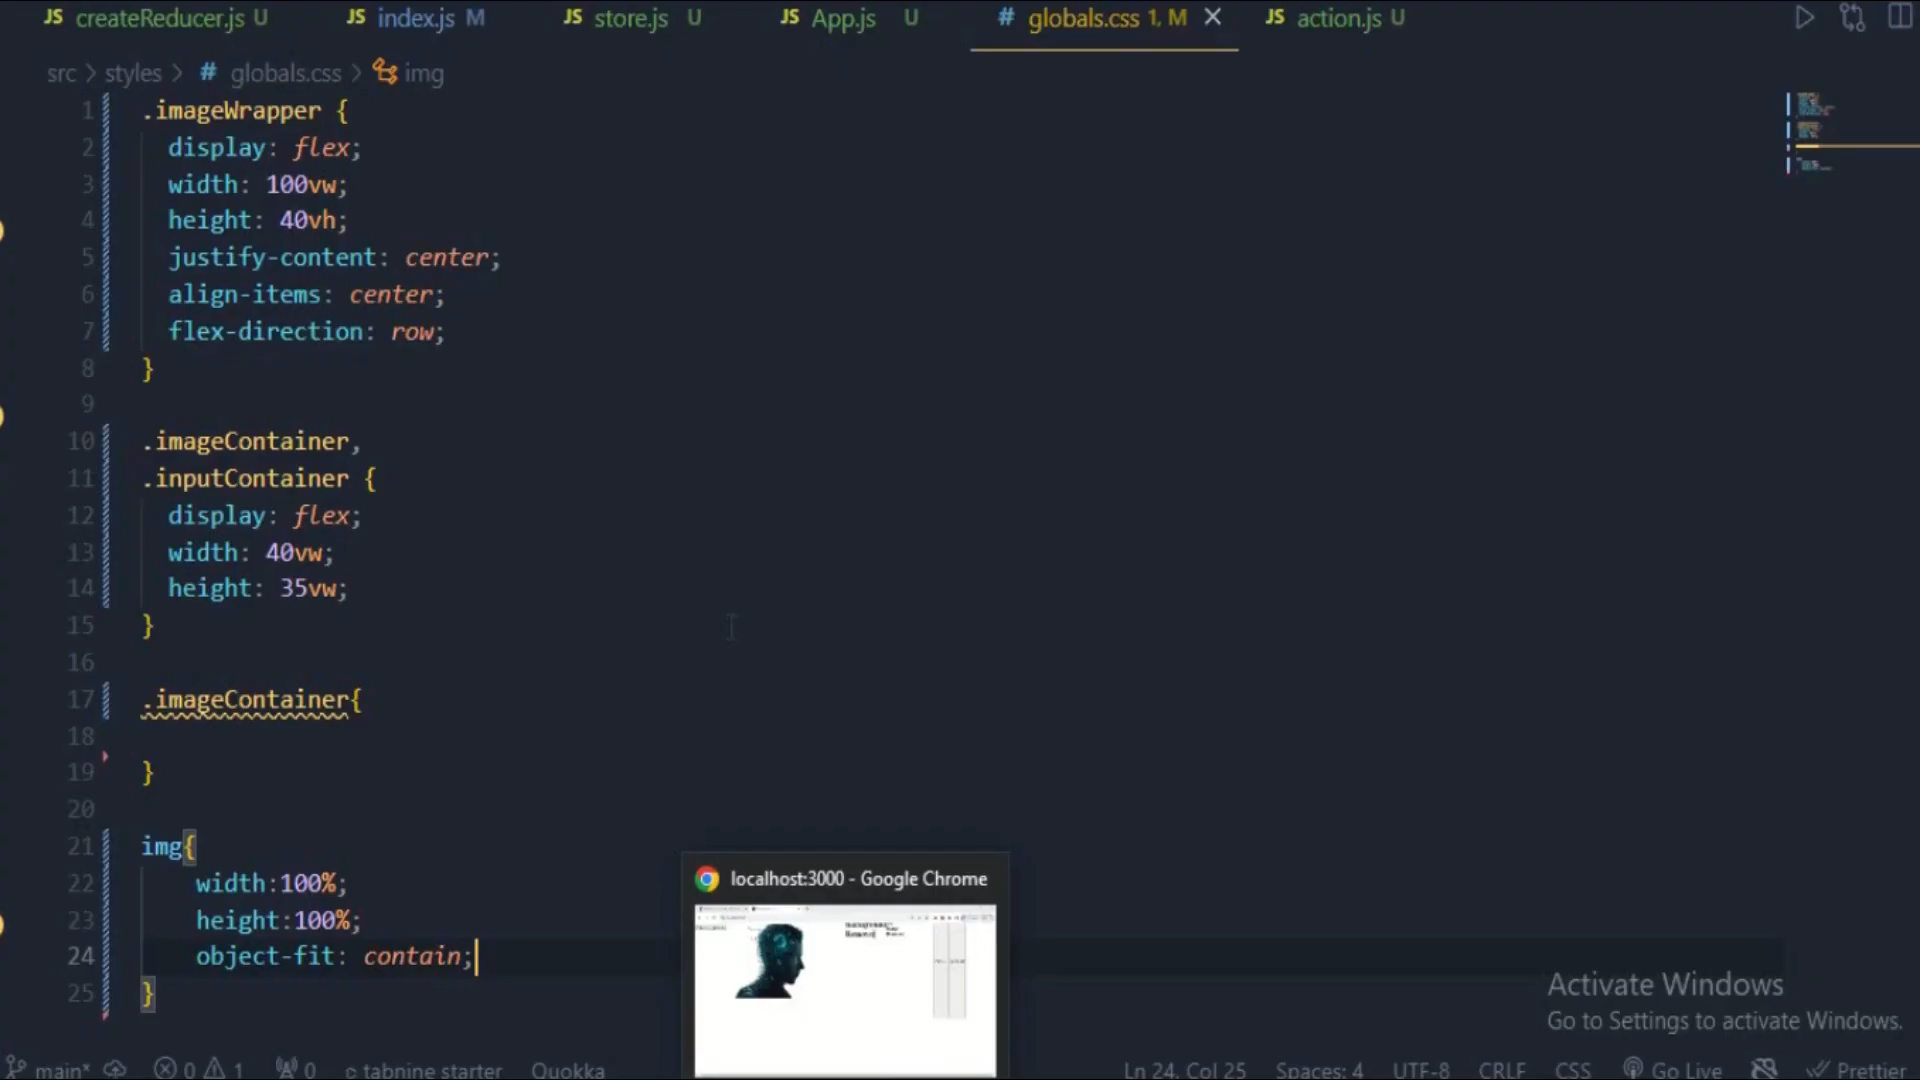 JS createReducer.js U JS index.js M JS store.js U JS App.js U # globals.css 1, M JS action.js U
src > styles > # globals.css > img
1 .imageWrapper {
2 display: flex;
3 width: 100vw;
4 height: 40vh;
5 justify-content: center;
6 align-items: center;
7 flex-direction: row;
8 }
9
10 .imageContainer,
11 .inputContainer {
12 display: flex;
13 width: 40vw;
14 height: 35vw;
15 }
16
17 .imageContainer{
18
19 }
20
21 img{
22 width:100%;
23 height:100%;
24 object-fit: contain;
25 }
localhost:3000 - Google Chrome
Activate Windows
Go to Settings to activate Windows.
main* 0 1 0 tabnine starter Quokka Ln 24, Col 25 Spaces: 4 UTF-8 CRLF CSS Go Live Prettier